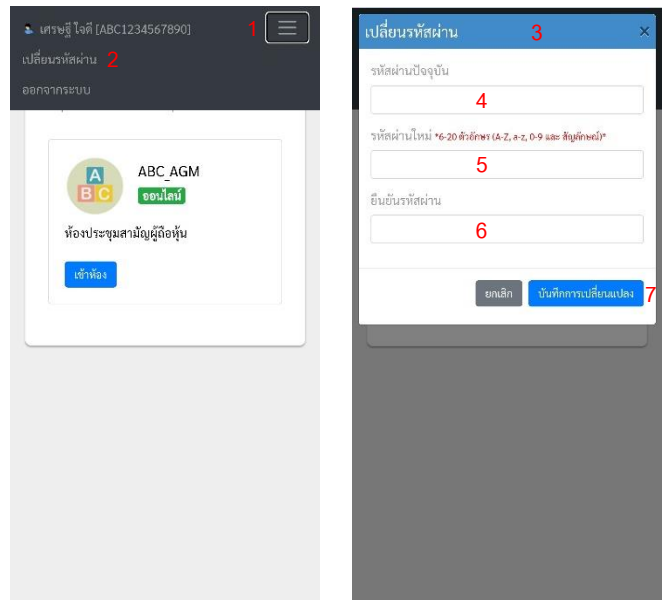 เศรษฐี ใจดี [ABC1234567890] 1
เปลี่ยนรหัสผ่าน 2
ออกจากระบบ
ABC
ABC_AGM
ออนไลน์
ห้องประชุมสามัญผู้ถือหุ้น
เข้าห้อง
เปลี่ยนรหัสผ่าน 3 ×
รหัสผ่านปัจจุบัน
4
รหัสผ่านใหม่ *6-20 ตัวอักษร (A-Z, a-z, 0-9 และ สัญลักษณ์)*
5
ยืนยันรหัสผ่าน
6
ยกเลิก บันทึกการเปลี่ยนแปลง 7